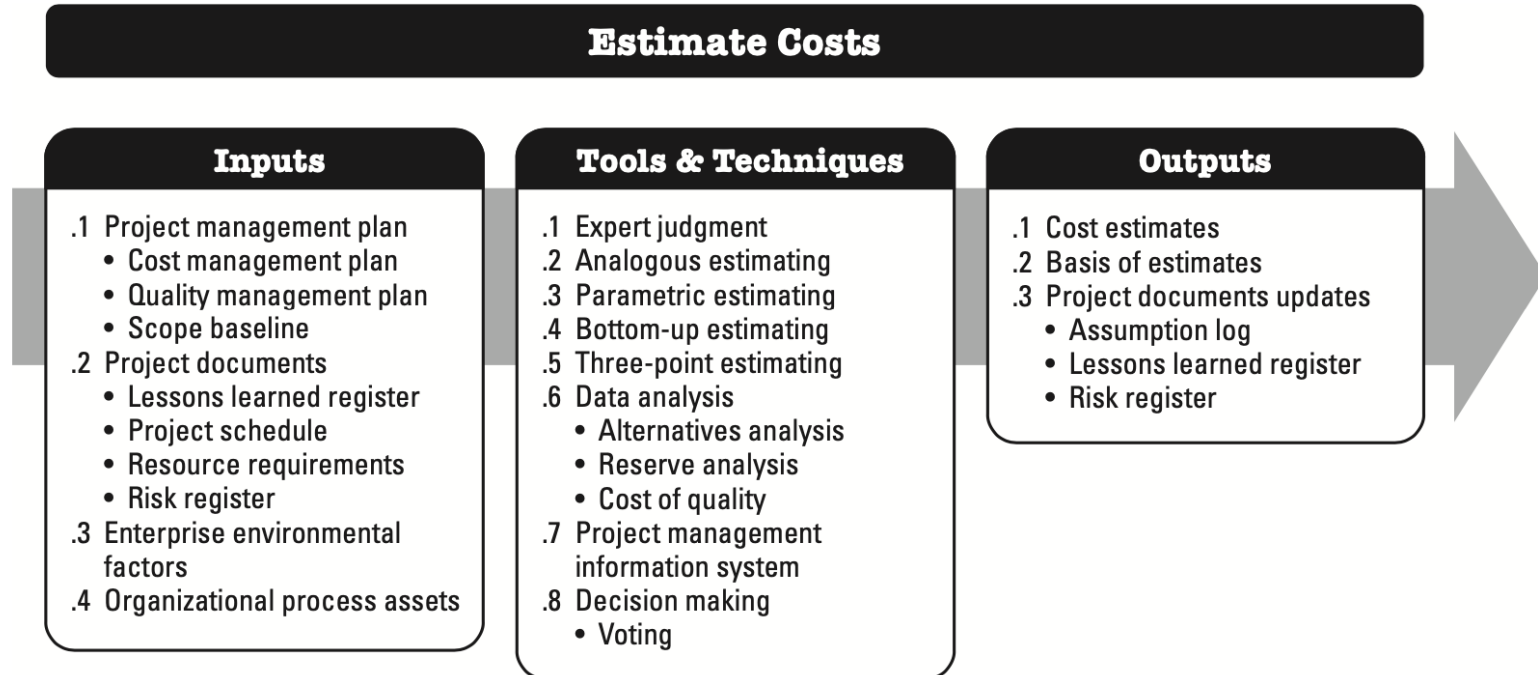 Estimate Costs
Inputs
.1 Project management plan
• Cost management plan
• Quality management plan
• Scope baseline
.2 Project documents
• Lessons learned register
• Project schedule
• Resource requirements
• Risk register
.3 Enterprise environmental
factors
.4 Organizational process assets
Tools & Techniques
.1 Expert judgment
.2 Analogous estimating
.3 Parametric estimating
.4 Bottom-up estimating
.5 Three-point estimating
.6 Data analysis
• Alternatives analysis
• Reserve analysis
• Cost of quality
.7 Project management
information system
.8 Decision making
• Voting
Outputs
.1 Cost estimates
.2 Basis of estimates
.3 Project documents updates
• Assumption log
• Lessons learned register
• Risk register